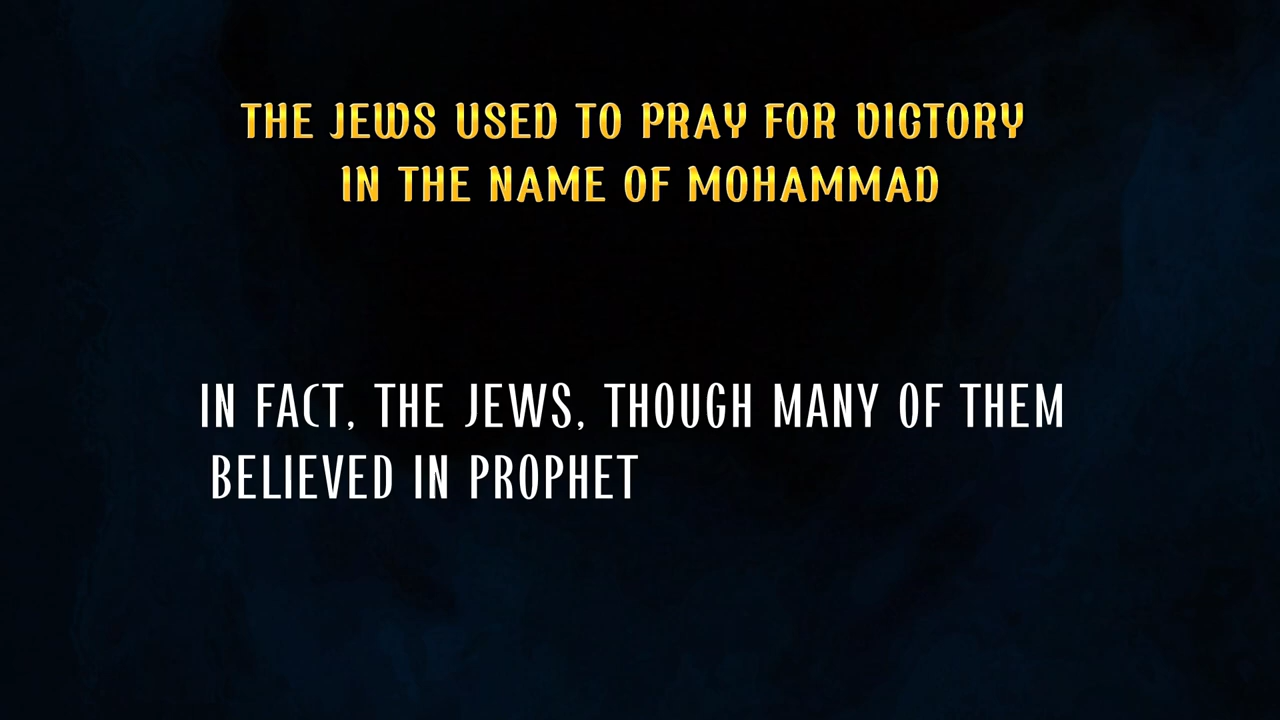 THE JEWS USED TO PRAY FOR VICTORY
IN THE NAME OF MOHAMMAD
IN FACT, THE JEWS, THOUGH MANY OF THEM
BELIEVED IN PROPHET